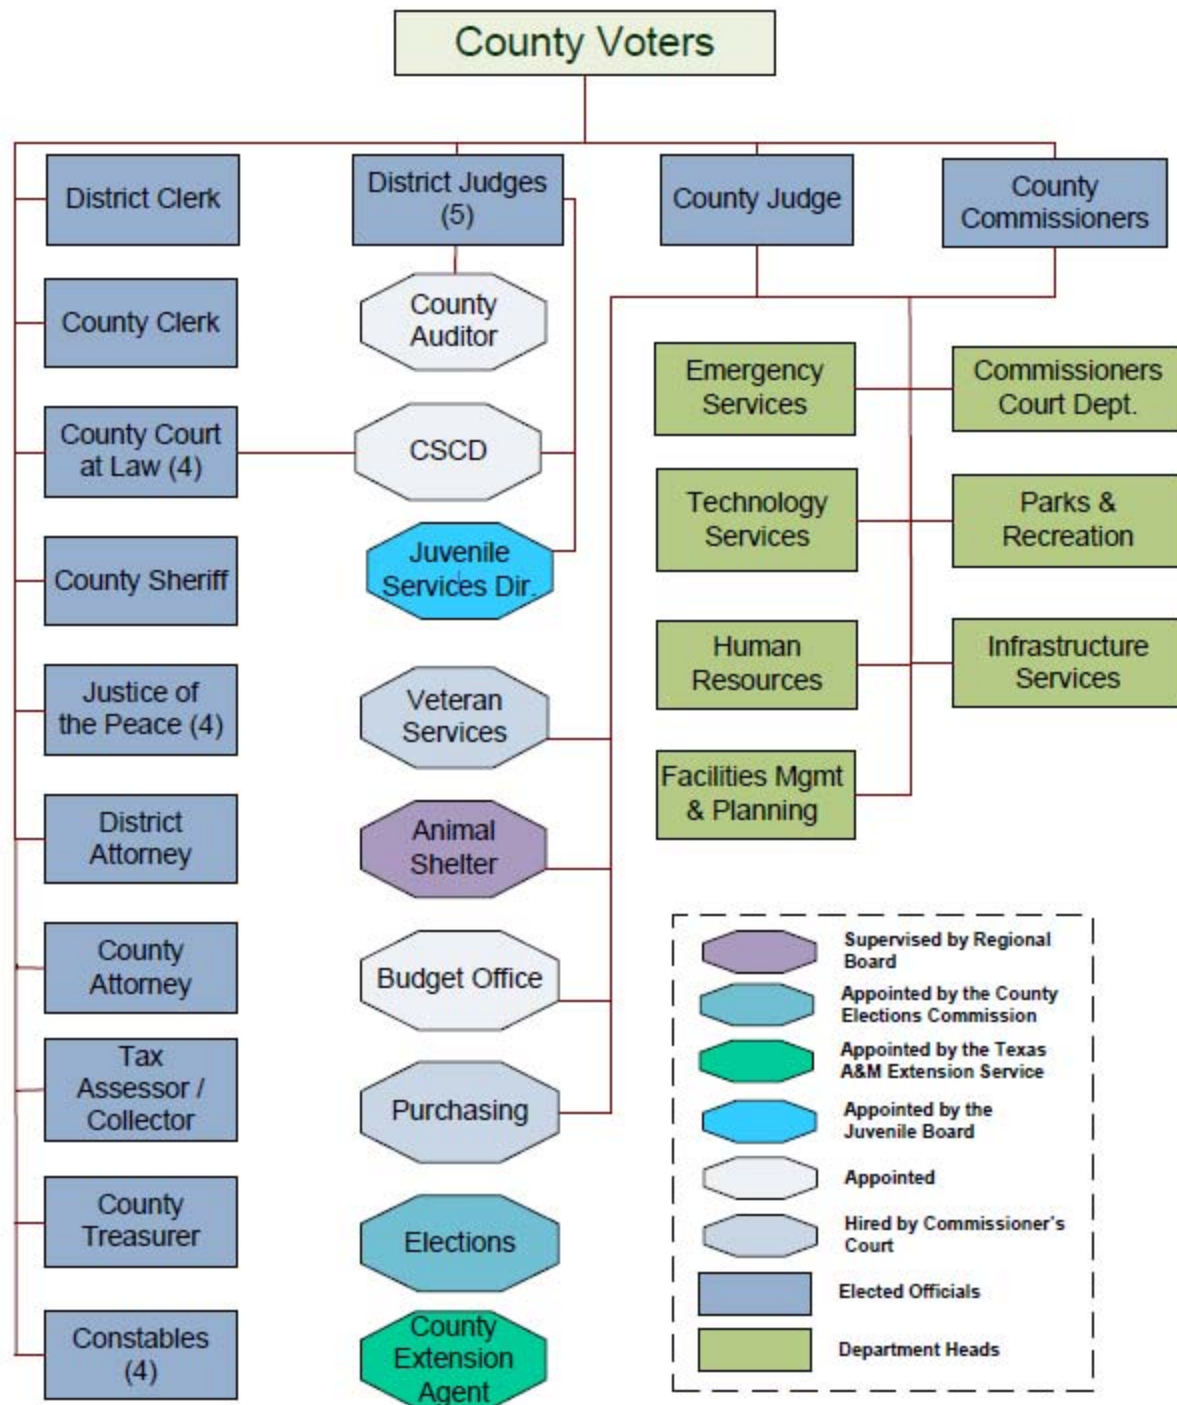 County Voters
District Clerk
County Clerk
County Court
at Law (4)
County Sheriff
Justice of
the Peace (4)
District
Attorney
County
Attorney
Tax
Assessor /
Collector
County
Treasurer
Constables
(4)
District Judges
(5)
County
Auditor
CSCD
Juvenile
Services Dir.
Veteran
Services
Animal
Shelter
Budget Office
Purchasing
Elections
County
Extension
Agent
County Judge
County
Commissioners
Emergency
Services
Commissioners
Court Dept.
Technology
Services
Parks &
Recreation
Human
Resources
Infrastructure
Services
Facilities Mgmt
& Planning
Supervised by Regional
Board
Appointed by the County
Elections Commission
Appointed by the Texas
A&M Extension Service
Appointed by the
Juvenile Board
Appointed
Hired by Commissioner's
Court
Elected Officials
Department Heads